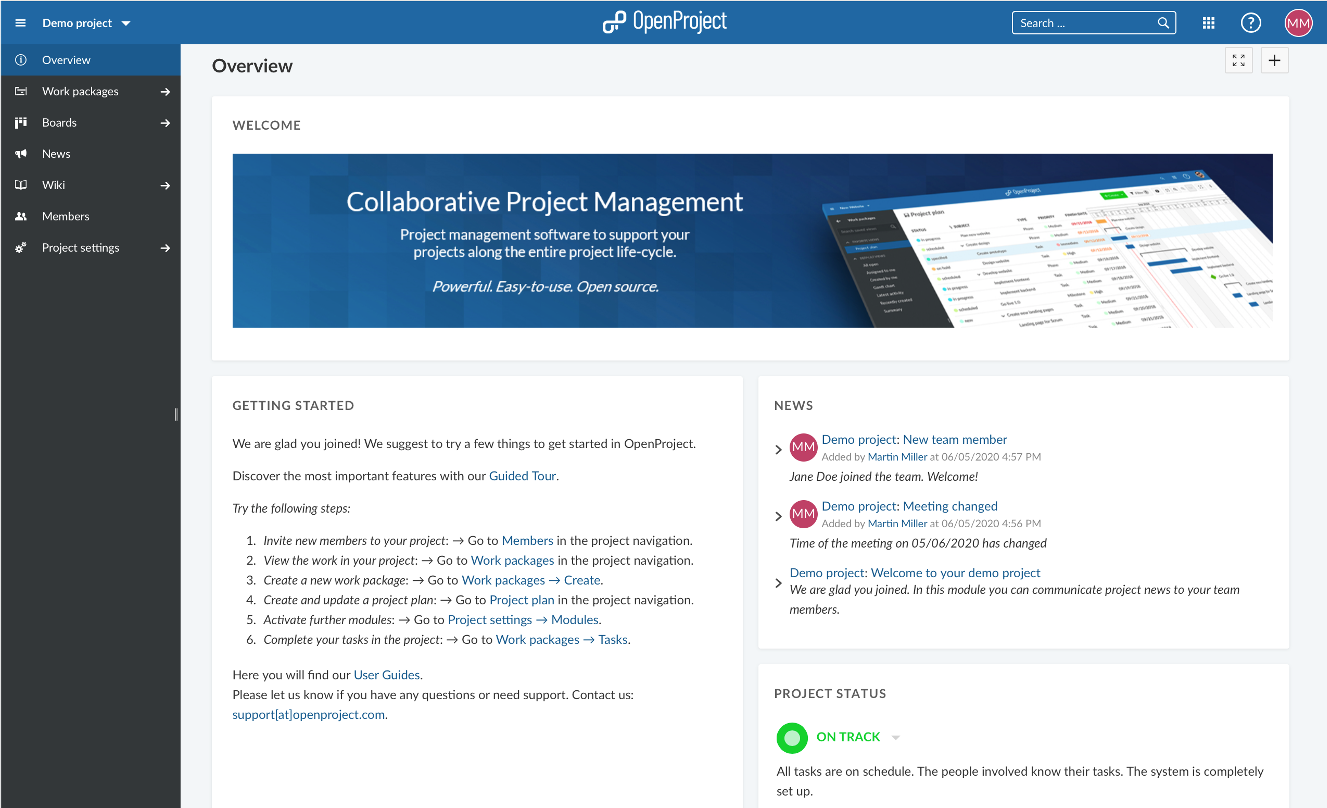 Demo project
OpenProject
Search ...
MM
Overview
Work packages
Boards
News
Wiki
Members
Project settings
Overview
WELCOME
Collaborative Project Management
Project management software to support your
projects along the entire project life-cycle.
Powerful. Easy-to-use. Open source.
OpenProject
Work packages
Project plan
STATUS
SUBJECT
TYPE
PRIORITY
GETTING STARTED
We are glad you joined! We suggest to try a few things to get started in OpenProject.
Discover the most important features with our Guided Tour.
Try the following steps:
1. Invite new members to your project: → Go to Members in the project navigation.
2. View the work in your project: → Go to Work packages in the project navigation.
3. Create a new work package: → Go to Work packages → Create.
4. Create and update a project plan: → Go to Project plan in the project navigation.
5. Activate further modules: → Go to Project settings → Modules.
6. Complete your tasks in the project: → Go to Work packages → Tasks.
Here you will find our User Guides.
Please let us know if you have any questions or need support. Contact us:
support[at]openproject.com.
NEWS
MM
Demo project: New team member
Added by Martin Miller at 06/05/2020 4:57 PM
Jane Doe joined the team. Welcome!
MM
Demo project: Meeting changed
Added by Martin Miller at 06/05/2020 4:56 PM
Time of the meeting on 05/06/2020 has changed
Demo project: Welcome to your demo project
We are glad you joined. In this module you can communicate project news to your team
members.
PROJECT STATUS
ON TRACK
All tasks are on schedule. The people involved know their tasks. The system is completely
set up.